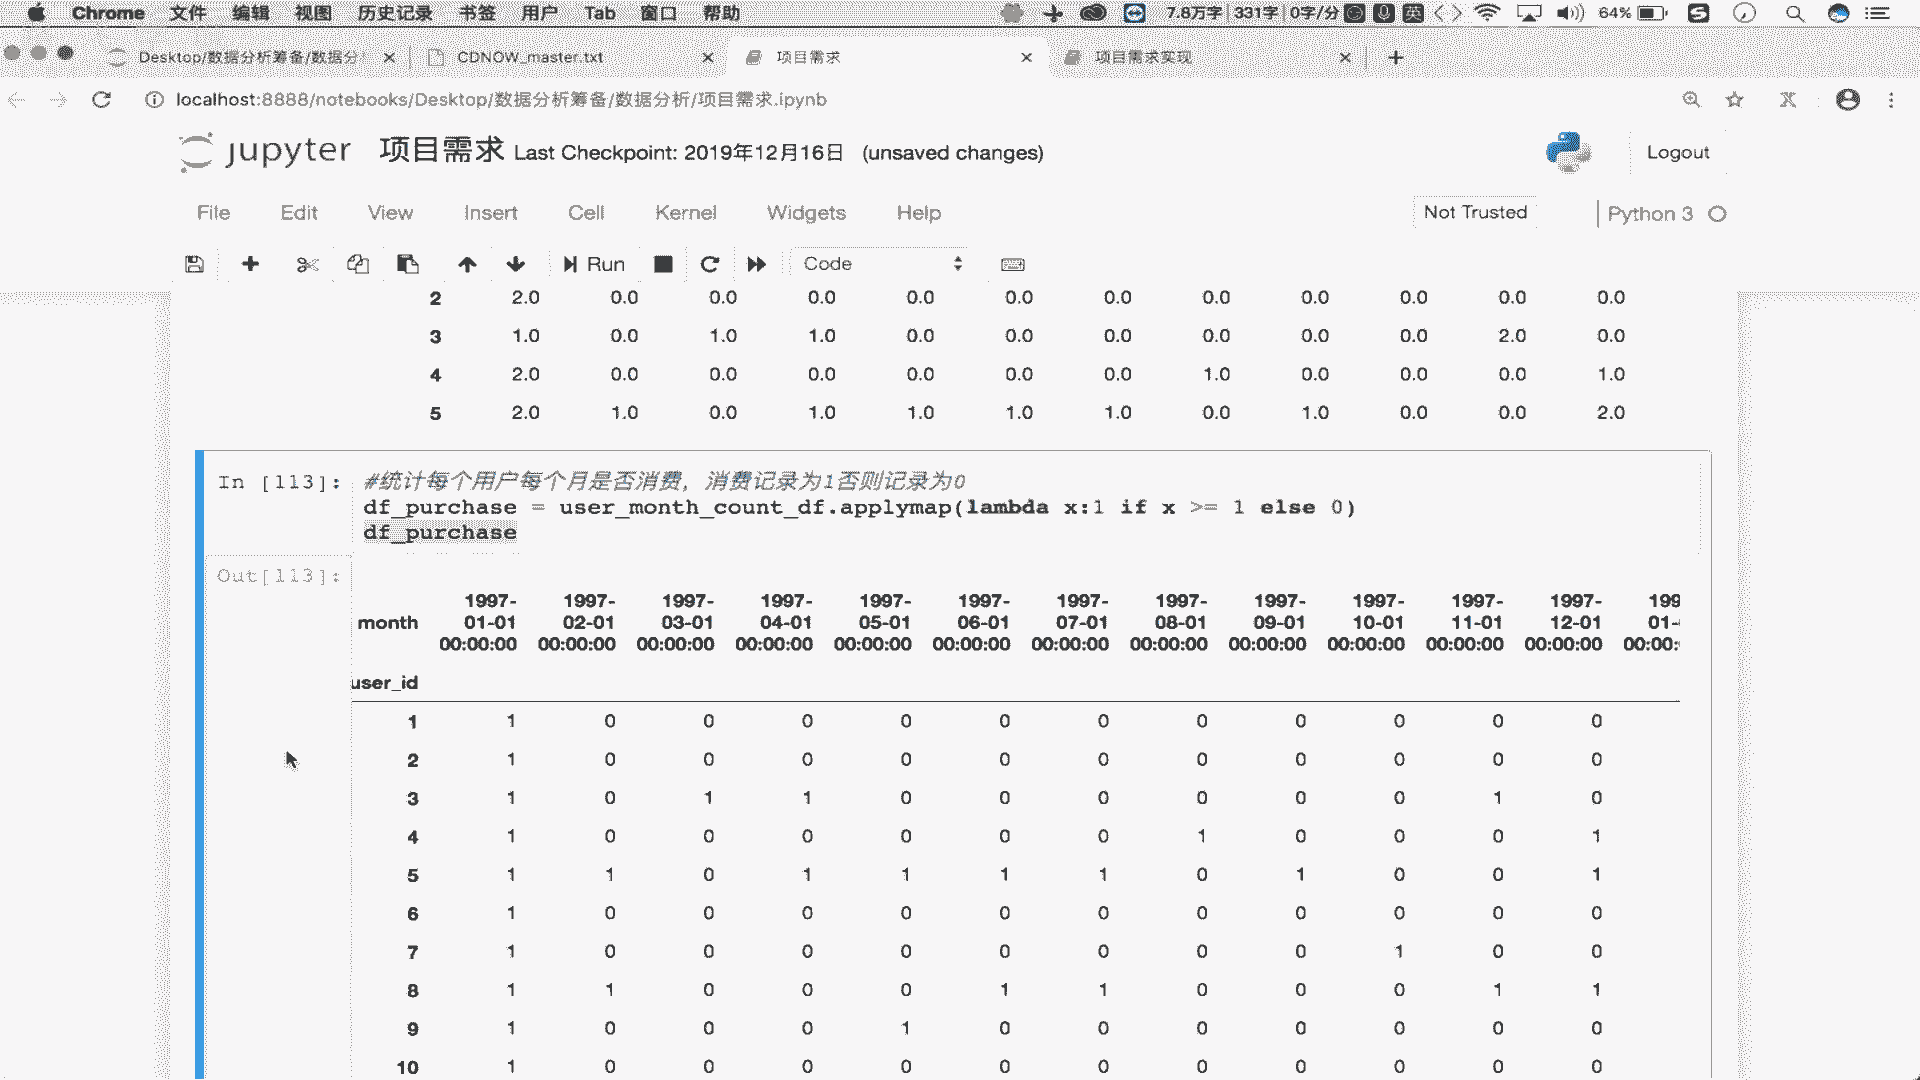 Chrome 文件 编辑 视图 历史记录 书签 用户 Tab 窗口 帮助 7.8万字 331字 0字/分 英 64%
Desktop/数据分析筹备/数据分 CDNOW_master.txt 项目需求 项目需求实现
localhost:8888/notebooks/Desktop/数据分析筹备/数据分析/项目需求.ipynb
jupyter 项目需求 Last Checkpoint: 2019年12月16日 (unsaved changes) Logout
File Edit View Insert Cell Kernel Widgets Help Not Trusted Python 3
Run Code
2 2.0 0.0 0.0 0.0 0.0 0.0 0.0 0.0 0.0 0.0 0.0 0.0
3 1.0 0.0 1.0 1.0 0.0 0.0 0.0 0.0 0.0 0.0 2.0 0.0
4 2.0 0.0 0.0 0.0 0.0 0.0 0.0 1.0 0.0 0.0 0.0 1.0
5 2.0 1.0 0.0 1.0 1.0 1.0 1.0 0.0 1.0 0.0 0.0 2.0
In [113]: #统计每个用户每个月是否消费，消费记录为1否则记录为0
df_purchase = user_month_count_df.applymap(lambda x:1 if x >= 1 else 0)
df_purchase
Out[113]:
1997- 1997- 1997- 1997- 1997- 1997- 1997- 1997- 1997- 1997- 1997- 1997- 199
month 01-01 02-01 03-01 04-01 05-01 06-01 07-01 08-01 09-01 10-01 11-01 12-01 01-
00:00:00 00:00:00 00:00:00 00:00:00 00:00:00 00:00:00 00:00:00 00:00:00 00:00:00 00:00:00 00:00:00 00:00:00 00:00:
user_id
1 1 0 0 0 0 0 0 0 0 0 0 0
2 1 0 0 0 0 0 0 0 0 0 0 0
3 1 0 1 1 0 0 0 0 0 0 1 0
4 1 0 0 0 0 0 0 1 0 0 0 1
5 1 1 0 1 1 1 1 0 1 0 0 1
6 1 0 0 0 0 0 0 0 0 0 0 0
7 1 0 0 0 0 0 0 0 0 1 0 0
8 1 1 0 0 0 1 1 0 0 0 1 1
9 1 0 0 0 1 0 0 0 0 0 0 0
10 1 0 0 0 0 0 0 0 0 0 0 0